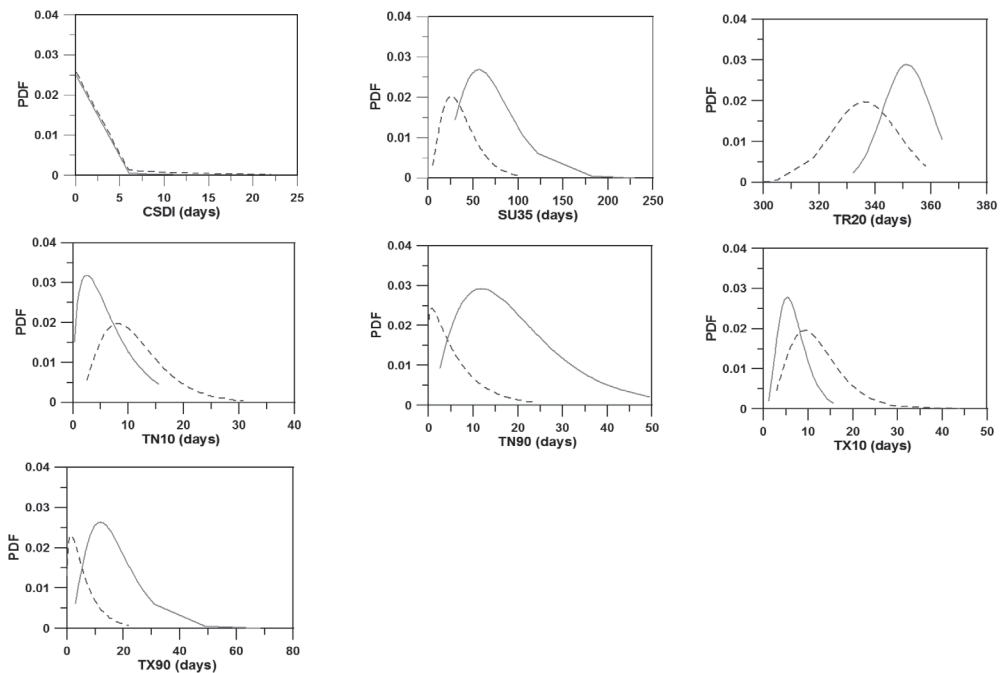 0.04
0.03
0.02
0.01
0
PDF
0 5 10 15 20 25
CSDI (days)
0.04
0.03
0.02
0.01
0
PDF
0 50 100 150 200 250
SU35 (days)
0.04
0.03
0.02
0.01
0
PDF
300 320 340 360 380
TR20 (days)
0.04
0.03
0.02
0.01
0
PDF
0 10 20 30 40
TN10 (days)
0.04
0.03
0.02
0.01
0
PDF
0 10 20 30 40 50
TN90 (days)
0.04
0.03
0.02
0.01
0
PDF
0 10 20 30 40 50
TX10 (days)
0.04
0.03
0.02
0.01
0
PDF
0 20 40 60 80
TX90 (days)